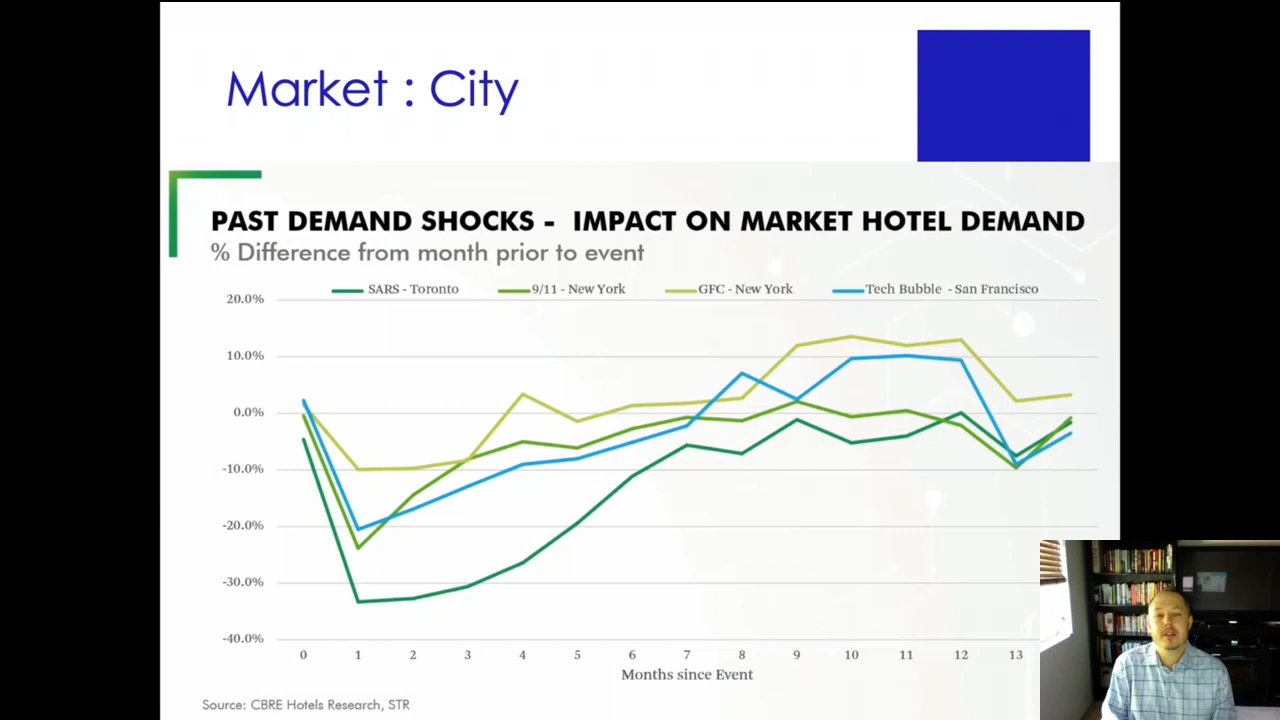 Market : City
PAST DEMAND SHOCKS - IMPACT ON MARKET HOTEL DEMAND
% Difference from month prior to event
SARS - Toronto 9/11 - New York GFC - New York Tech Bubble - San Francisco
20.0%
10.0%
0.0%
-10.0%
-20.0%
-30.0%
-40.0%
0 1 2 3 4 5 6 7 8 9 10 11 12 13
Months since Event
Source: CBRE Hotels Research, STR